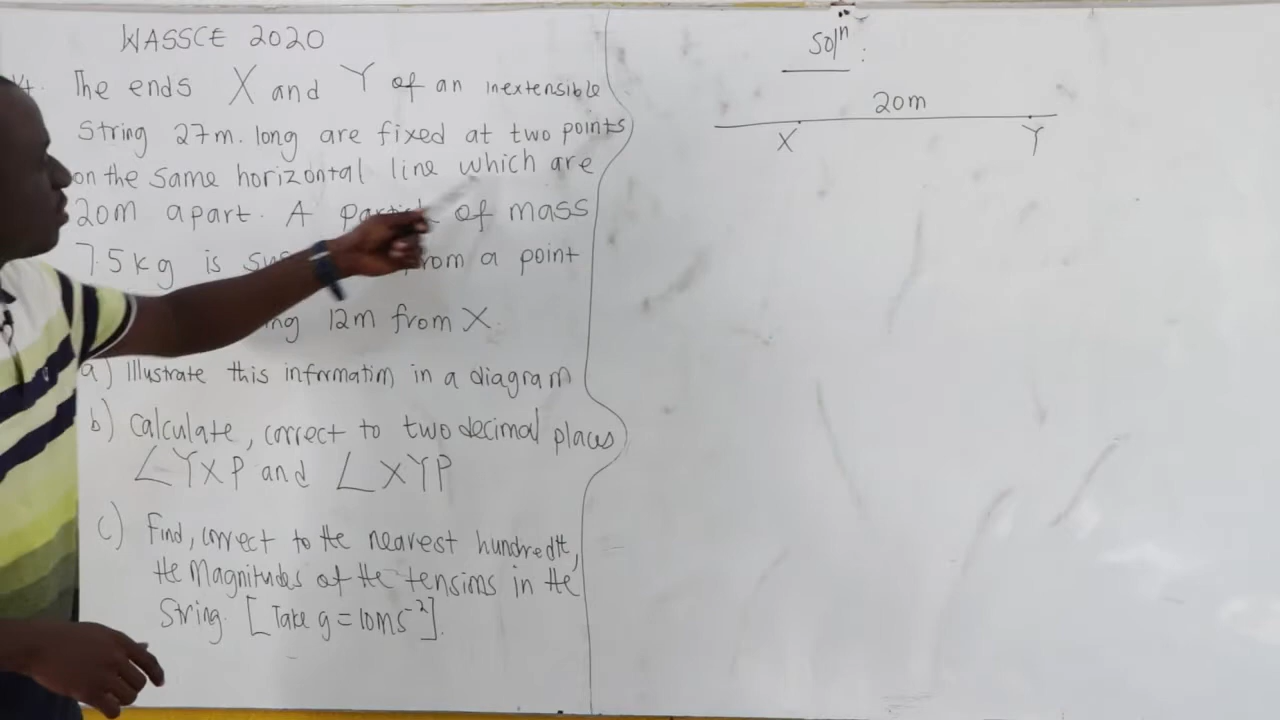 WASSCE 2020
The ends X and Y of an inextensible
String 27m. long are fixed at two points
on the same horizontal line which are
20m apart. A of mass
7.5kg is from a point
12m from X.
a) Illustrate this information in a diagram
b) Calculate, correct to two decimal places
∠YXP and ∠XYP
c) Find, correct to the nearest hundredth,
the Magnitudes of the tensions in the
String. [Take g = 10ms⁻²].
Solⁿ:
20m
X Y